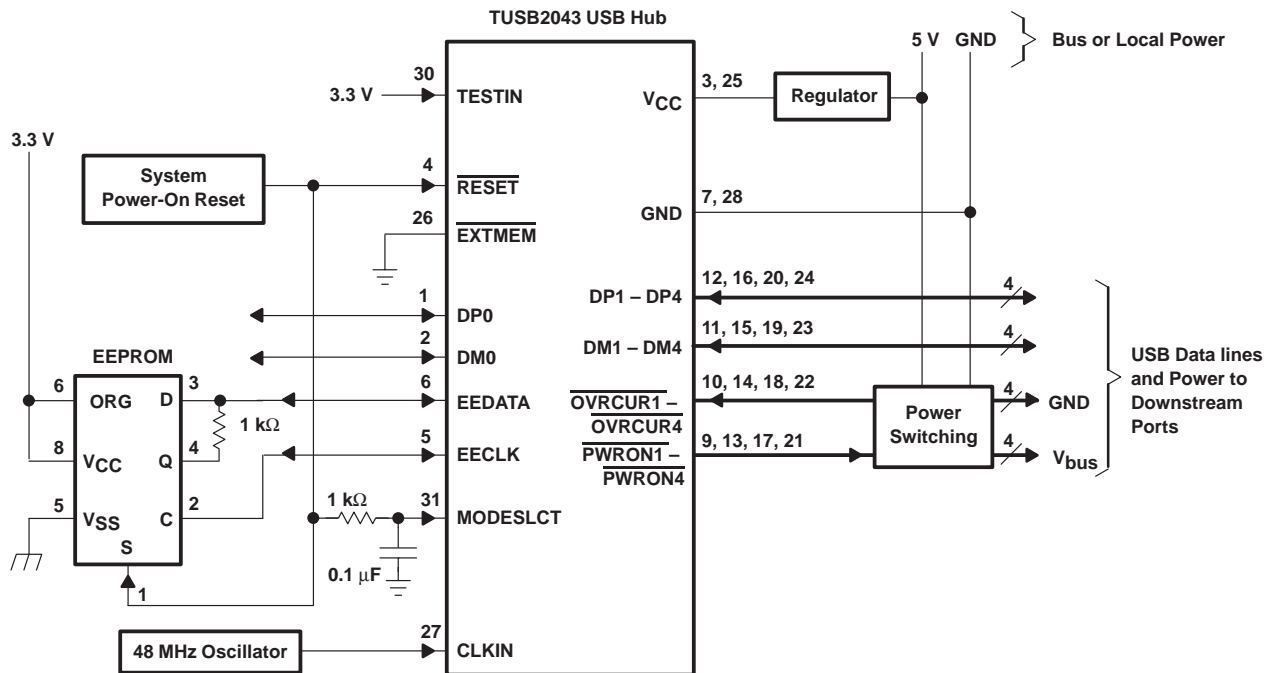 TUSB2043 USB Hub
5 V GND
Bus or Local Power
30
3.3 V
TESTIN
3, 25
VCC
Regulator
3.3 V
System
Power-On Reset
4
RESET
7, 28
GND
26
EXTMEM
12, 16, 20, 24
DP1 – DP4
4
1
DP0
11, 15, 19, 23
DM1 – DM4
4
2
DM0
USB Data lines
and Power to
Downstream
Ports
EEPROM
6
ORG
D
3
6
EEDATA
10, 14, 18, 22
OVRCUR1 –
OVRCUR4
Power
Switching
4
GND
1 kΩ
8
VCC
Q
4
5
EECLK
9, 13, 17, 21
PWRON1 –
PWRON4
4
Vbus
5
VSS
C
2
1 kΩ
31
MODESLCT
S
1
0.1 μF
27
48 MHz Oscillator
CLKIN